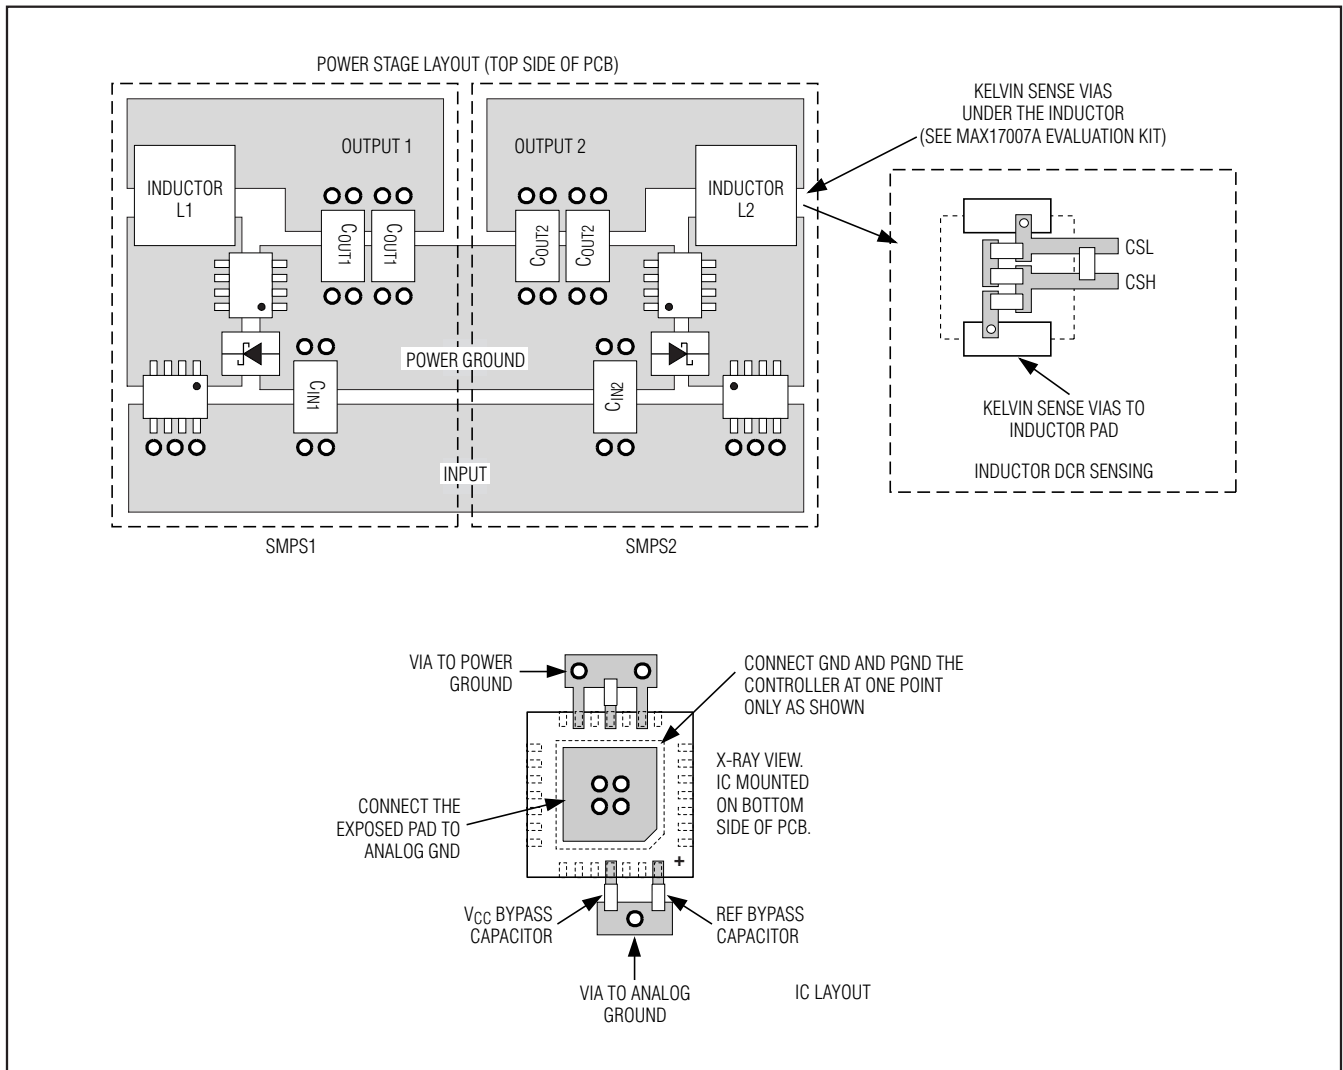 POWER STAGE LAYOUT (TOP SIDE OF PCB)
KELVIN SENSE VIAS
UNDER THE INDUCTOR
(SEE MAX17007A EVALUATION KIT)
OUTPUT 1
OUTPUT 2
INDUCTOR
L1
INDUCTOR
L2
COUT1
COUT1
COUT2
COUT2
CSL
CSH
POWER GROUND
CIN1
CIN2
KELVIN SENSE VIAS TO
INDUCTOR PAD
INPUT
INDUCTOR DCR SENSING
SMPS1
SMPS2
VIA TO POWER
GROUND
CONNECT GND AND PGND THE
CONTROLLER AT ONE POINT
ONLY AS SHOWN
X-RAY VIEW.
IC MOUNTED
ON BOTTOM
SIDE OF PCB.
CONNECT THE
EXPOSED PAD TO
ANALOG GND
+
VCC BYPASS
CAPACITOR
REF BYPASS
CAPACITOR
VIA TO ANALOG
GROUND
IC LAYOUT